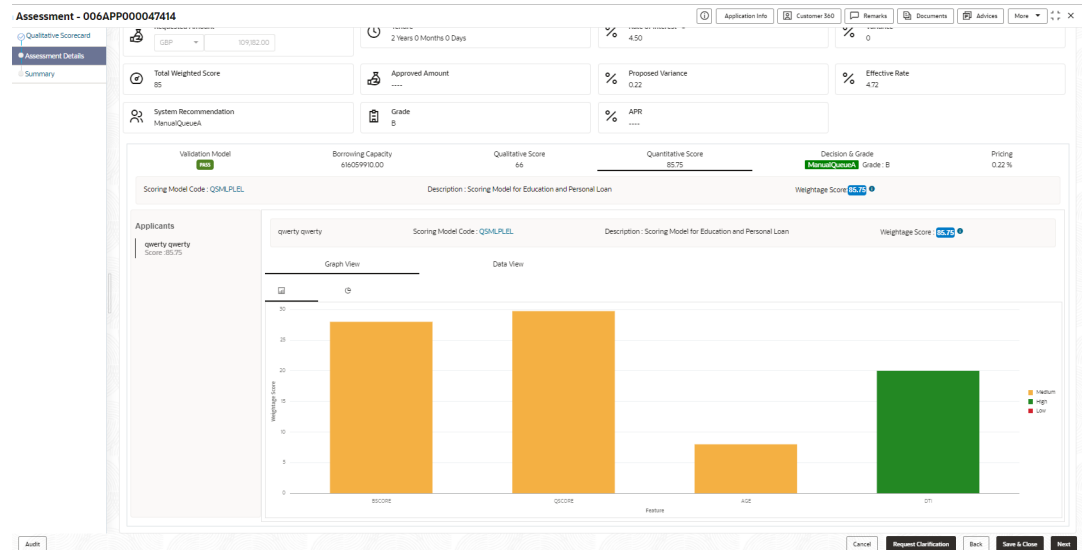 Assessment - 006APP000047414
Application Info
Customer 360
Remarks
Documents
Advices
More
Qualitative Scorecard
Assessment Details
Summary
GBP
109,182.00
2 Years 0 Months 0 Days
4.50
0
Total Weighted Score
85
Approved Amount
----
Proposed Variance
0.22
Effective Rate
4.72
System Recommendation
ManualQueueA
Grade
B
APR
----
Validation Model
PASS
Borrowing Capacity
616059910.00
Qualitative Score
66
Quantitative Score
85.75
Decision & Grade
ManualQueueA Grade : B
Pricing
0.22 %
Scoring Model Code : QSMLPLEL
Description : Scoring Model for Education and Personal Loan
Weightage Score 85.75
Applicants
qwerty qwerty
Score :85.75
qwerty qwerty
Scoring Model Code : QSMLPLEL
Description : Scoring Model for Education and Personal Loan
Weightage Score : 85.75
Graph View
Data View
30
25
20
15
10
5
0
Weightage Score
BSCORE
QSCORE
AGE
DTI
Feature
Medium
High
Low
Audit
Cancel
Request Clarification
Back
Save & Close
Next